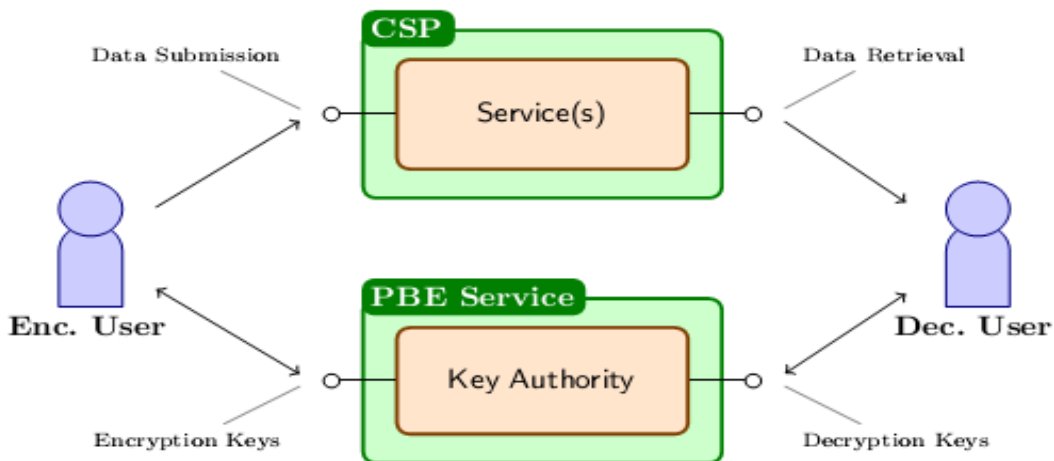 CSP
Data Submission
Data Retrieval
Service(s)
PBE Service
Enc. User
Dec. User
Key Authority
Encryption Keys
Decryption Keys